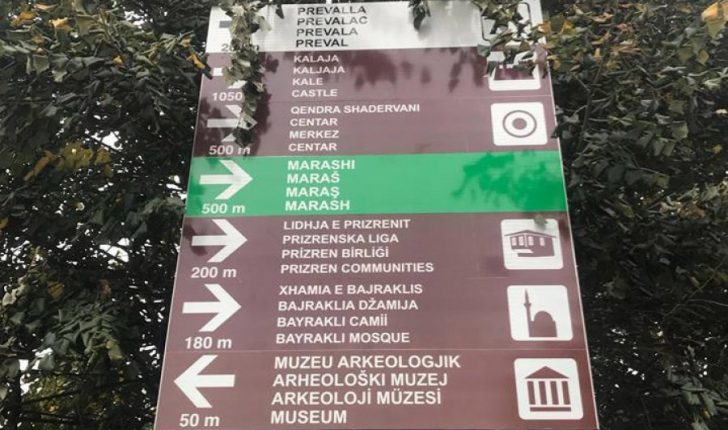 PREVALLA
PREVALAC
PREVALA
PREVAL
KALAJA
KALJAJA
KALE
CASTLE
1050
QENDRA SHADERVANI
CENTAR
MERKEZ
CENTAR
500 m
MARASHI
MARAŠ
MARAŞ
MARASH
500 m
LIDHJA E PRIZRENIT
PRIZRENSKA LIGA
PRİZREN BİRLİĞİ
PRIZREN COMMUNITIES
200 m
XHAMIA E BAJRAKLIS
BAJRAKLIA DŽAMIJA
BAYRAKLI CAMİİ
BAYRAKLI MOSQUE
180 m
MUZEU ARKEOLOGJIK
ARHEOLOŠKI MUZEJ
ARKEOLOJİ MÜZESİ
MUSEUM
50 m